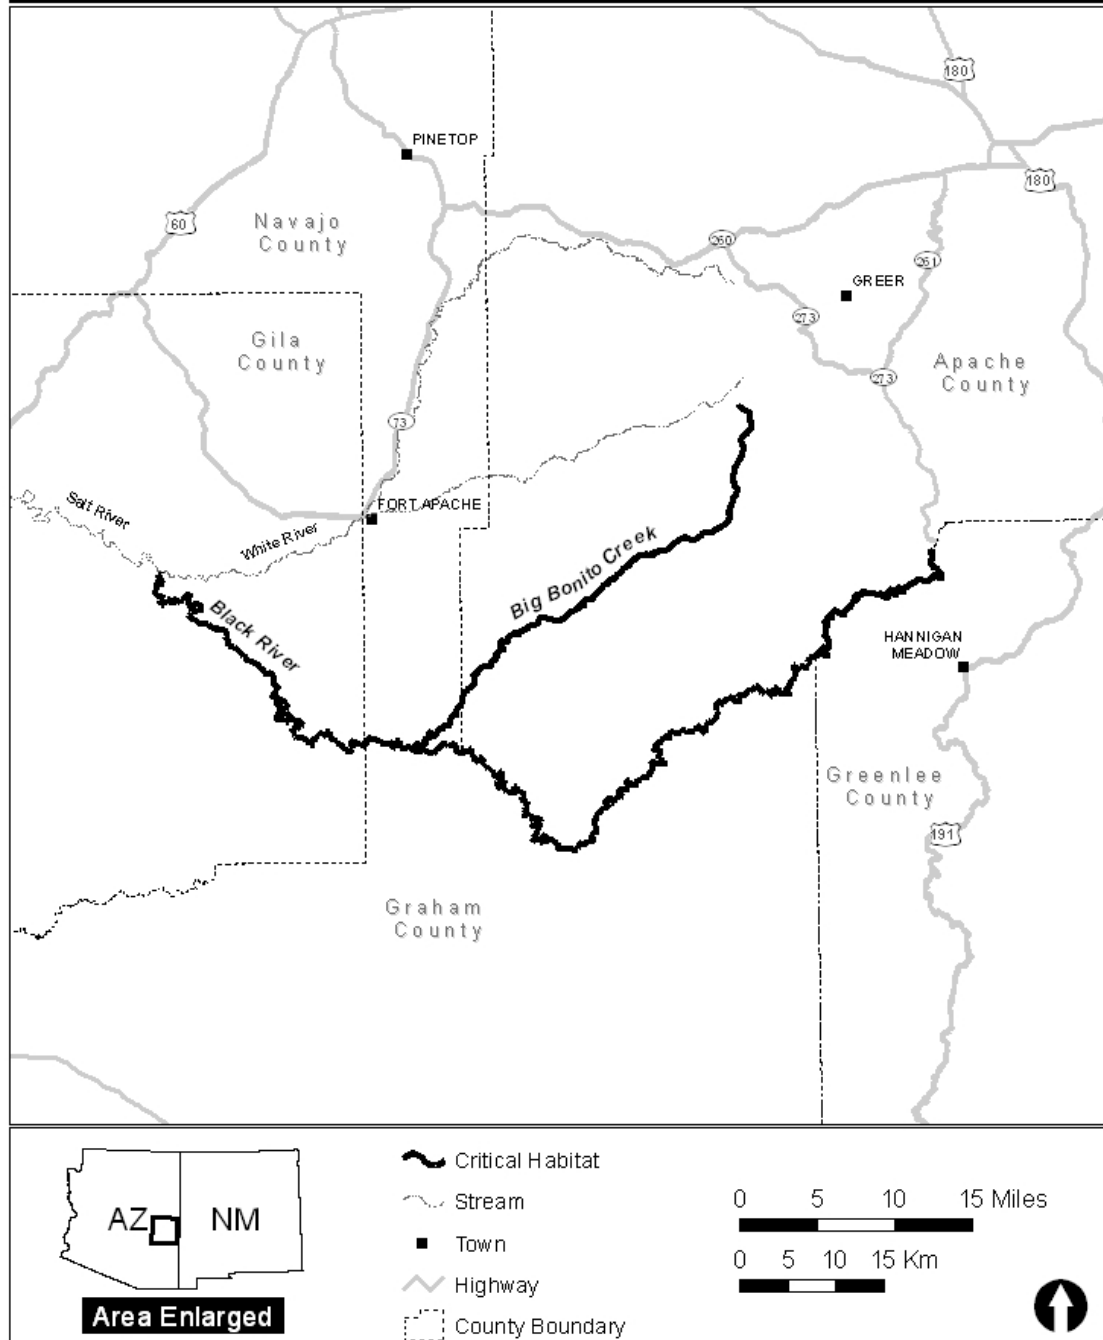 180
PINETOP
180
60
Navajo
County
260
261
GREER
273
Gila
County
Apache
County
273
73
Salt River
FORT APACHE
White River
Big Bonito Creek
Black River
HANNIGAN
MEADOW
Greenlee
County
191
Graham
County
AZ
NM
Area Enlarged
Critical Habitat
Stream
Town
Highway
County Boundary
0 5 10 15 Miles
0 5 10 15 Km